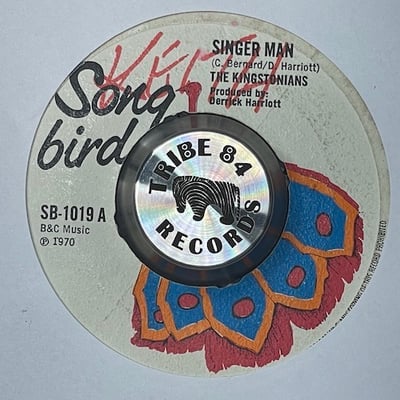 SINGER MAN
(C. Bernard/D. Harriott)
THE KINGSTONIANS
Produced by:
Derrick Harriott
Song
bird
SB-1019 A
B&C Music
℗ 1970
TRIBE 84
RECORDS